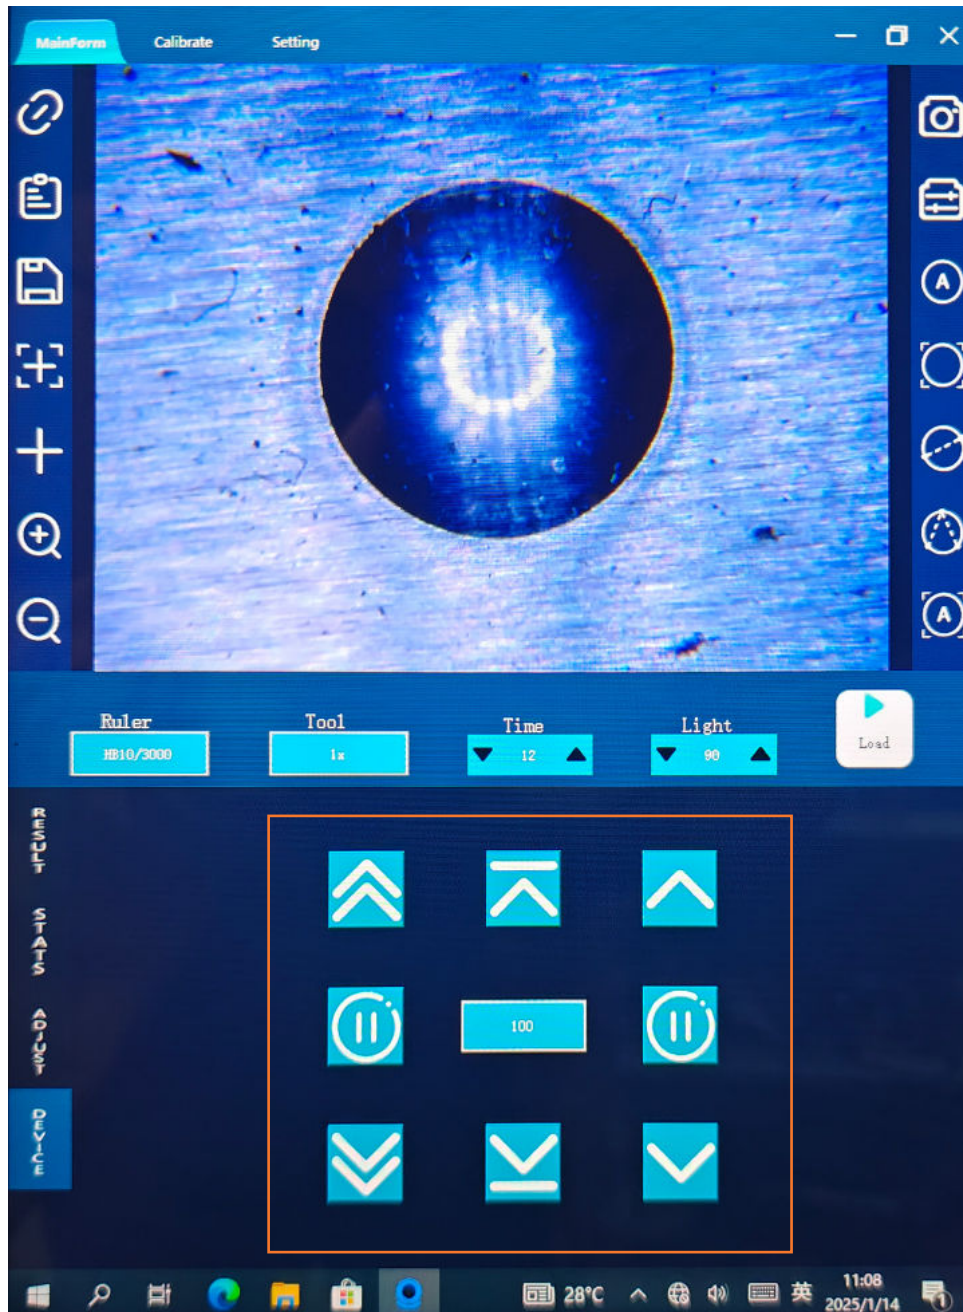 MainForm Calibrate Setting
Ruler Tool Time Light
HB10/3000 1x 12 90 Load
RESULT
STATS
ADJUST
DEVICE
100
28°C 英 11:08
2025/1/14 1